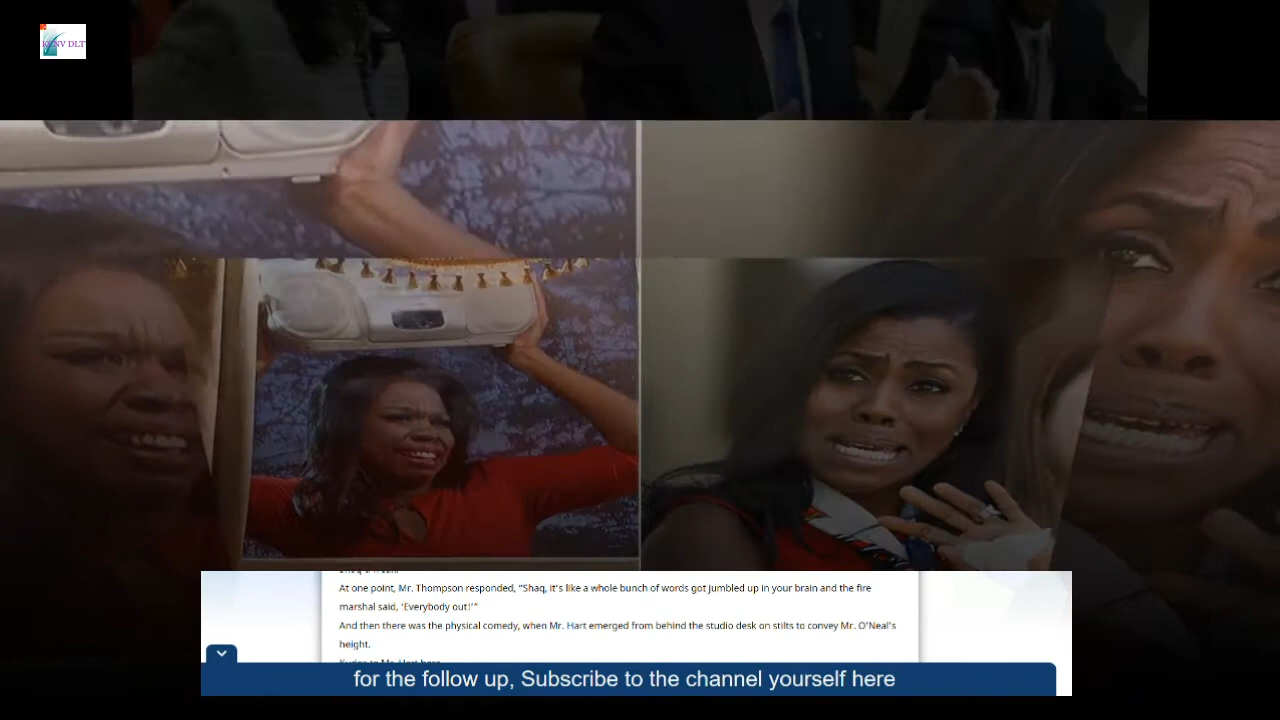 KENV DLT
At one point, Mr. Thompson responded, “Shaq, it's like a whole bunch of words got jumbled up in your brain and the fire
marshal said, ‘Everybody out!’”
And then there was the physical comedy, when Mr. Hart emerged from behind the studio desk on stilts to convey Mr. O’Neal’s
height.
for the follow up, Subscribe to the channel yourself here